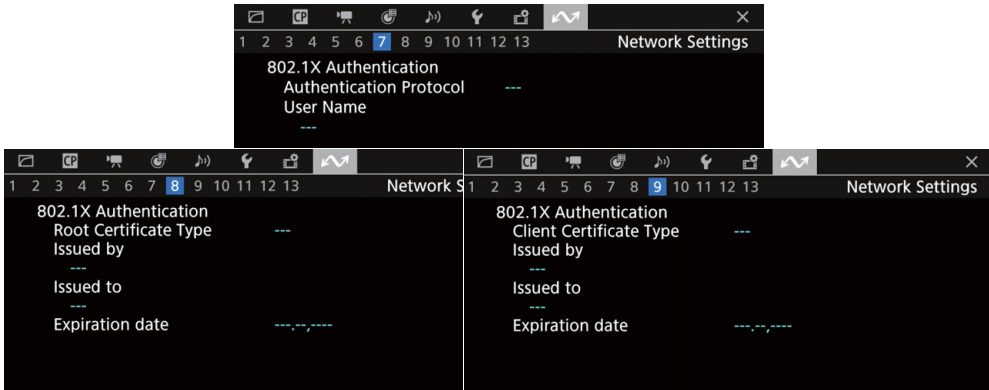 CP
1 2 3 4 5 6 7 8 9 10 11 12 13 Network Settings
802.1X Authentication
Authentication Protocol ---
User Name
---
CP
1 2 3 4 5 6 7 8 9 10 11 12 13 Network S
802.1X Authentication
Root Certificate Type ---
Issued by
---
Issued to
---
Expiration date ---.--,----
CP
1 2 3 4 5 6 7 8 9 10 11 12 13 Network Settings
802.1X Authentication
Client Certificate Type ---
Issued by
---
Issued to
---
Expiration date ---.--,----